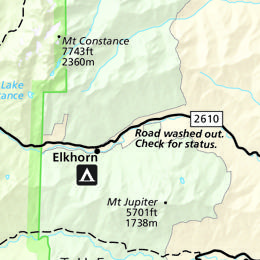 Mt Constance
7743ft
2360m
Lake
2610
Road washed out.
Check for status.
Elkhorn
Mt Jupiter
5701ft
1738m